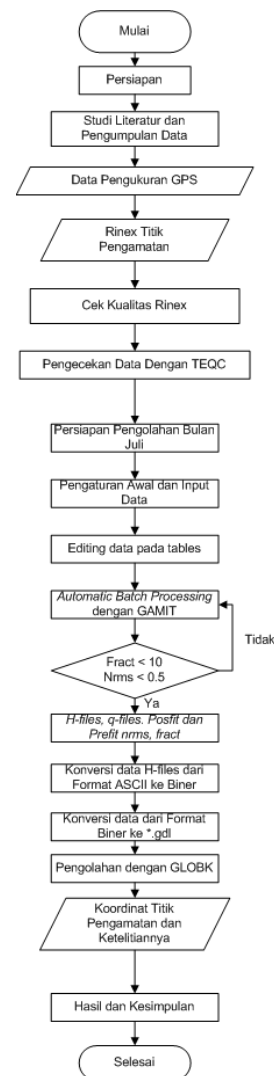 Mulai
Persiapan
Studi Literatur dan
Pengumpulan Data
Data Pengukuran GPS
Rinex Titik
Pengamatan
Cek Kualitas Rinex
Pengecekan Data Dengan TEQC
Persiapan Pengolahan Bulan
Juli
Pengaturan Awal dan Input
Data
Editing data pada tables
Automatic Batch Processing
dengan GAMIT
Tidak
Fract < 10
Nrms < 0.5
Ya
H-files, q-files. Posfit dan
Prefit nrms, fract
Konversi data H-files dari
Format ASCII ke Biner
Konversi data dari Format
Biner ke *.gdl
Pengolahan dengan GLOBK
Koordinat Titik
Pengamatan dan
Ketelitiannya
Hasil dan Kesimpulan
Selesai